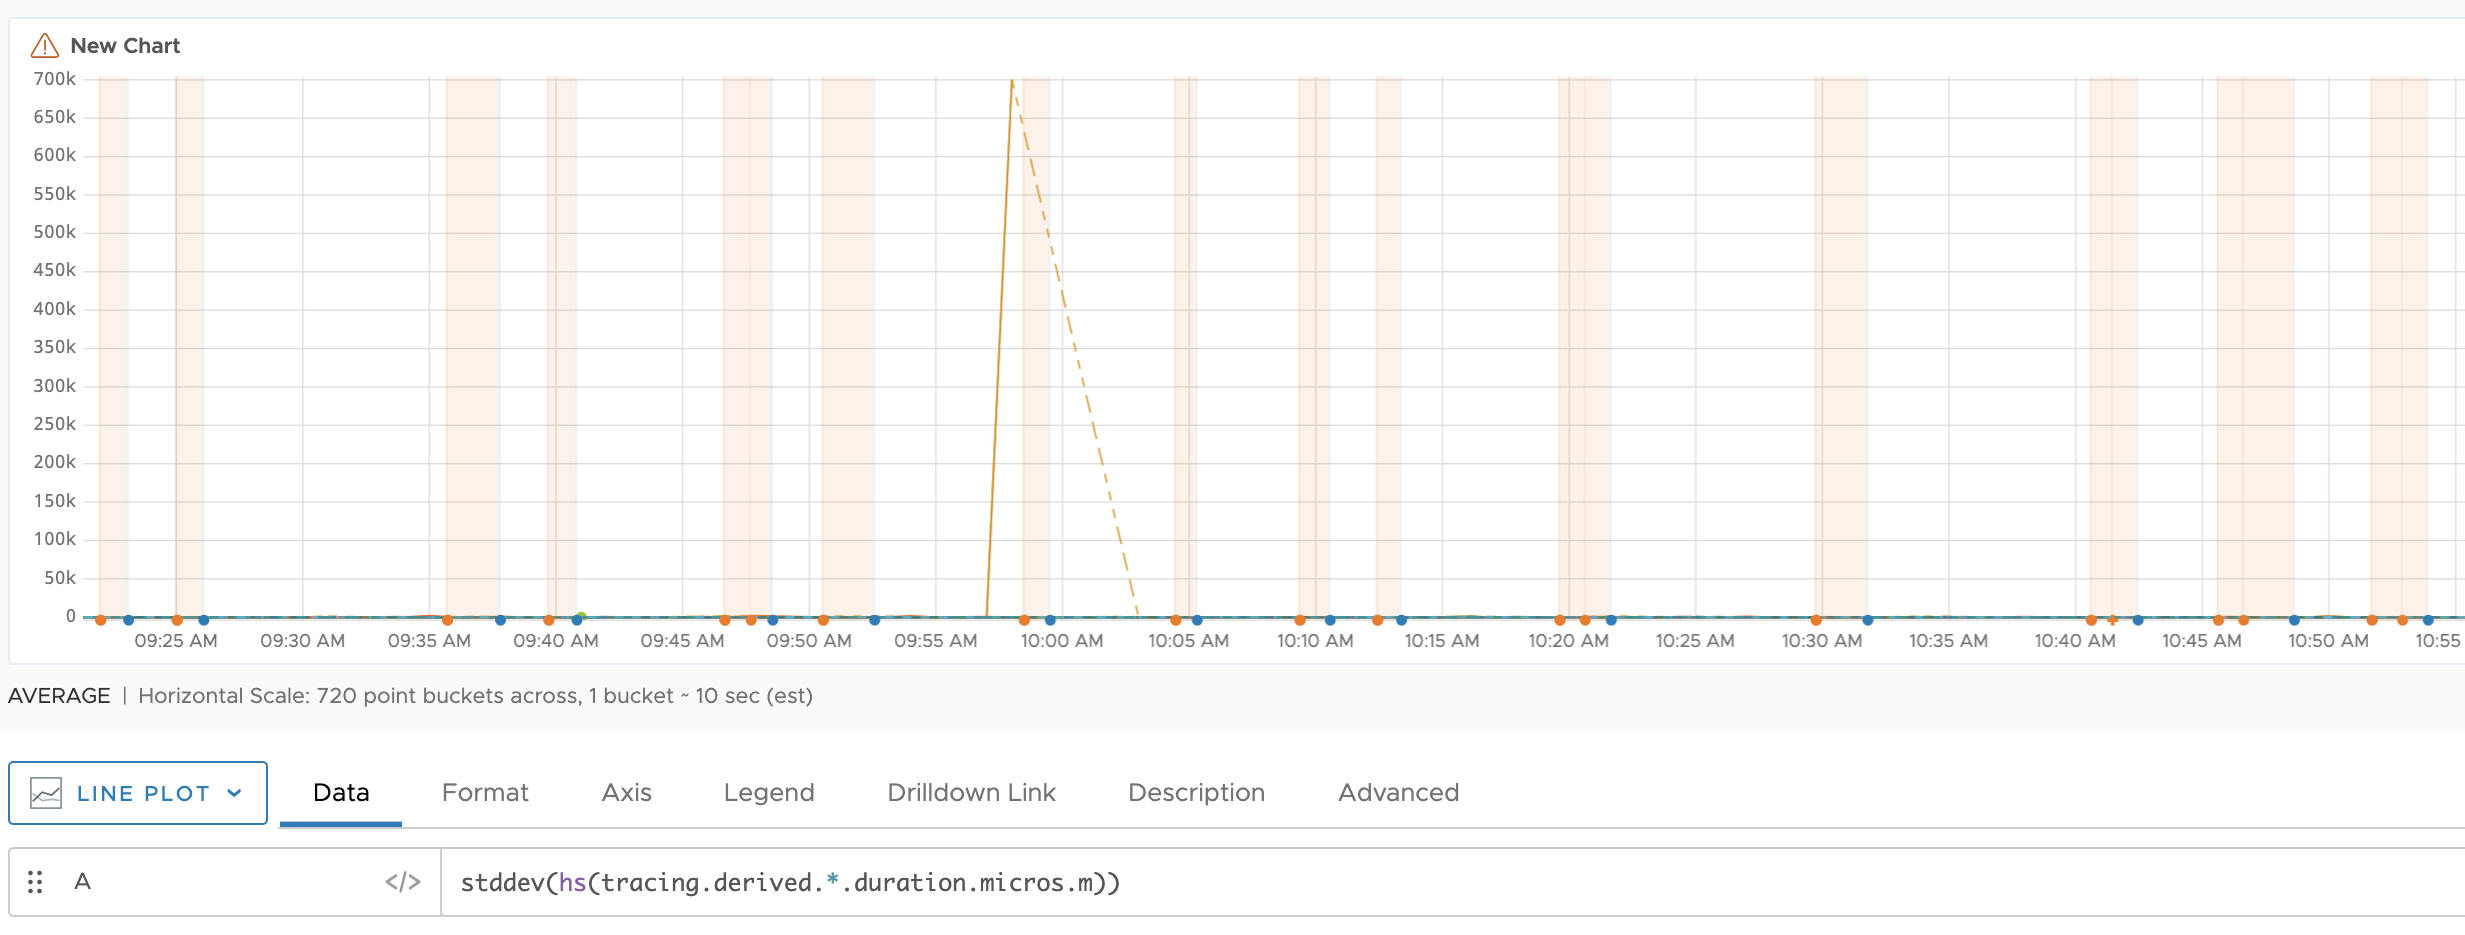 New Chart
700k
650k
600k
550k
500k
450k
400k
350k
300k
250k
200k
150k
100k
50k
0
09:25 AM 09:30 AM 09:35 AM 09:40 AM 09:45 AM 09:50 AM 09:55 AM 10:00 AM 10:05 AM 10:10 AM 10:15 AM 10:20 AM 10:25 AM 10:30 AM 10:35 AM 10:40 AM 10:45 AM 10:50 AM 10:55
AVERAGE | Horizontal Scale: 720 point buckets across, 1 bucket ~ 10 sec (est)
LINE PLOT Data Format Axis Legend Drilldown Link Description Advanced
A </> stddev(hs(tracing.derived.*.duration.micros.m))